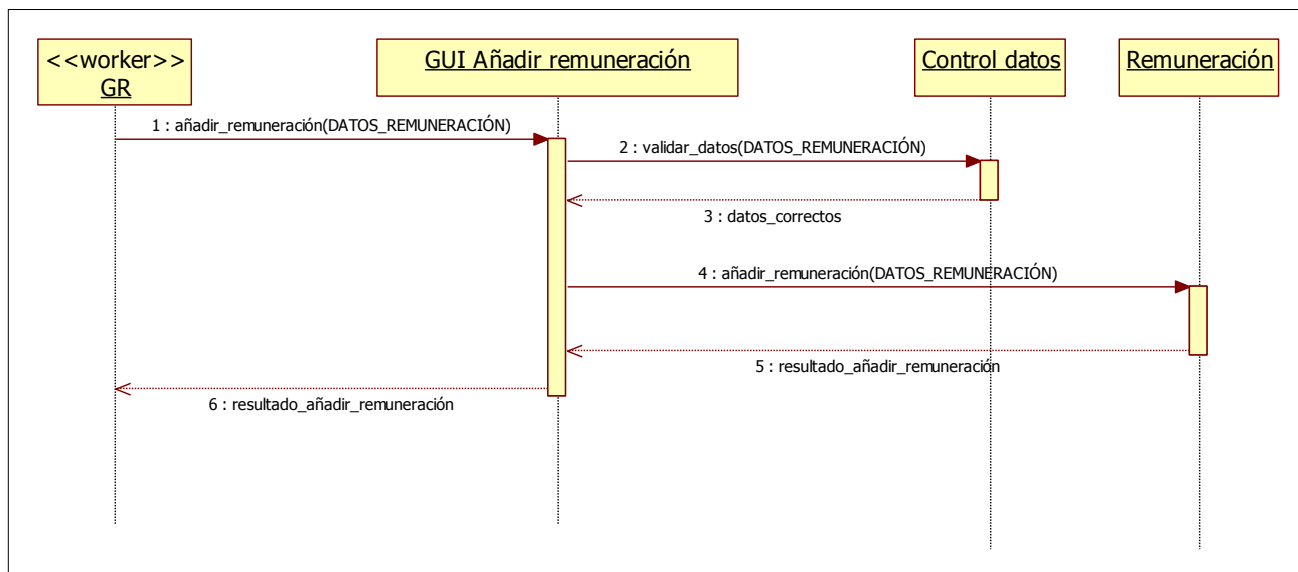 <<worker>>
GR
GUI Añadir remuneración
Control datos
Remuneración
1 : añadir_remuneración(DATOS_REMUNERACIÓN)
2 : validar_datos(DATOS_REMUNERACIÓN)
3 : datos_correctos
4 : añadir_remuneración(DATOS_REMUNERACIÓN)
5 : resultado_añadir_remuneración
6 : resultado_añadir_remuneración